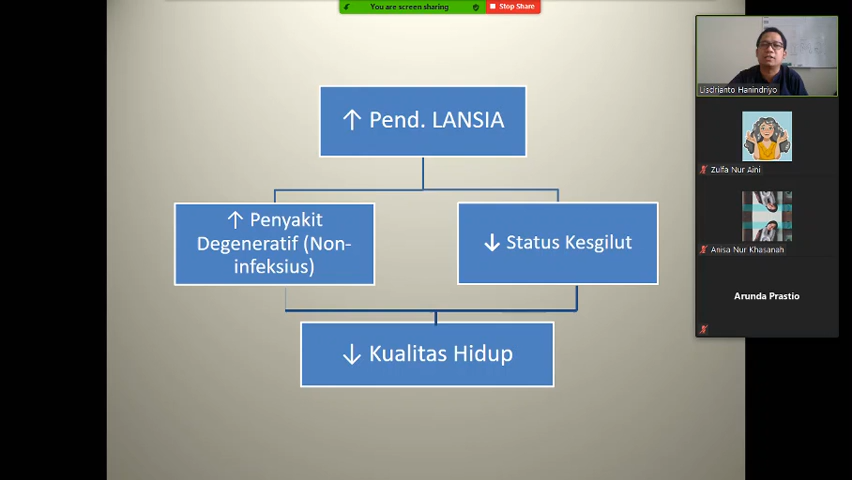 You are screen sharing
Stop Share
↑ Pend. LANSIA
↑ Penyakit
Degeneratif (Non-
infeksius)
↓ Status Kesgilut
↓ Kualitas Hidup
Lisdrianto Hanindriyo
Zulfa Nur Aini
Anisa Nur Khasanah
Arunda Prastio